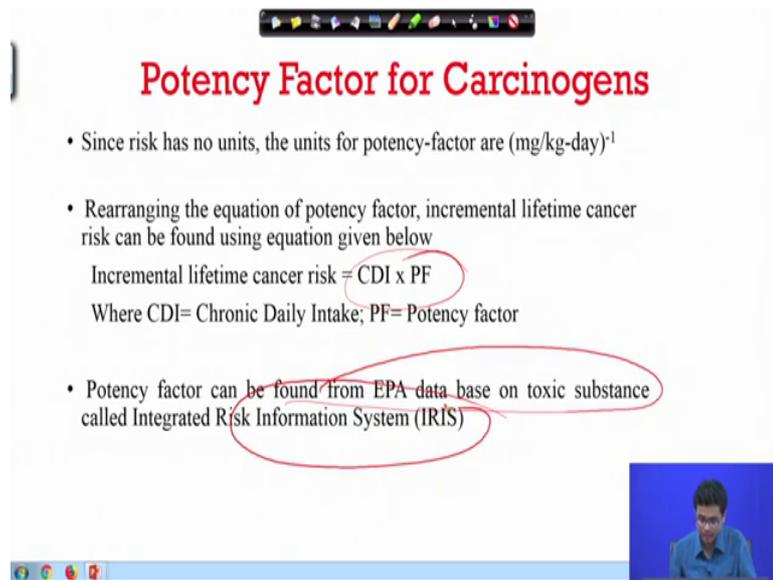 Potency Factor for Carcinogens
• Since risk has no units, the units for potency-factor are (mg/kg-day)⁻¹
• Rearranging the equation of potency factor, incremental lifetime cancer
risk can be found using equation given below
Incremental lifetime cancer risk = CDI x PF
Where CDI= Chronic Daily Intake; PF= Potency factor
• Potency factor can be found from EPA data base on toxic substance
called Integrated Risk Information System (IRIS)